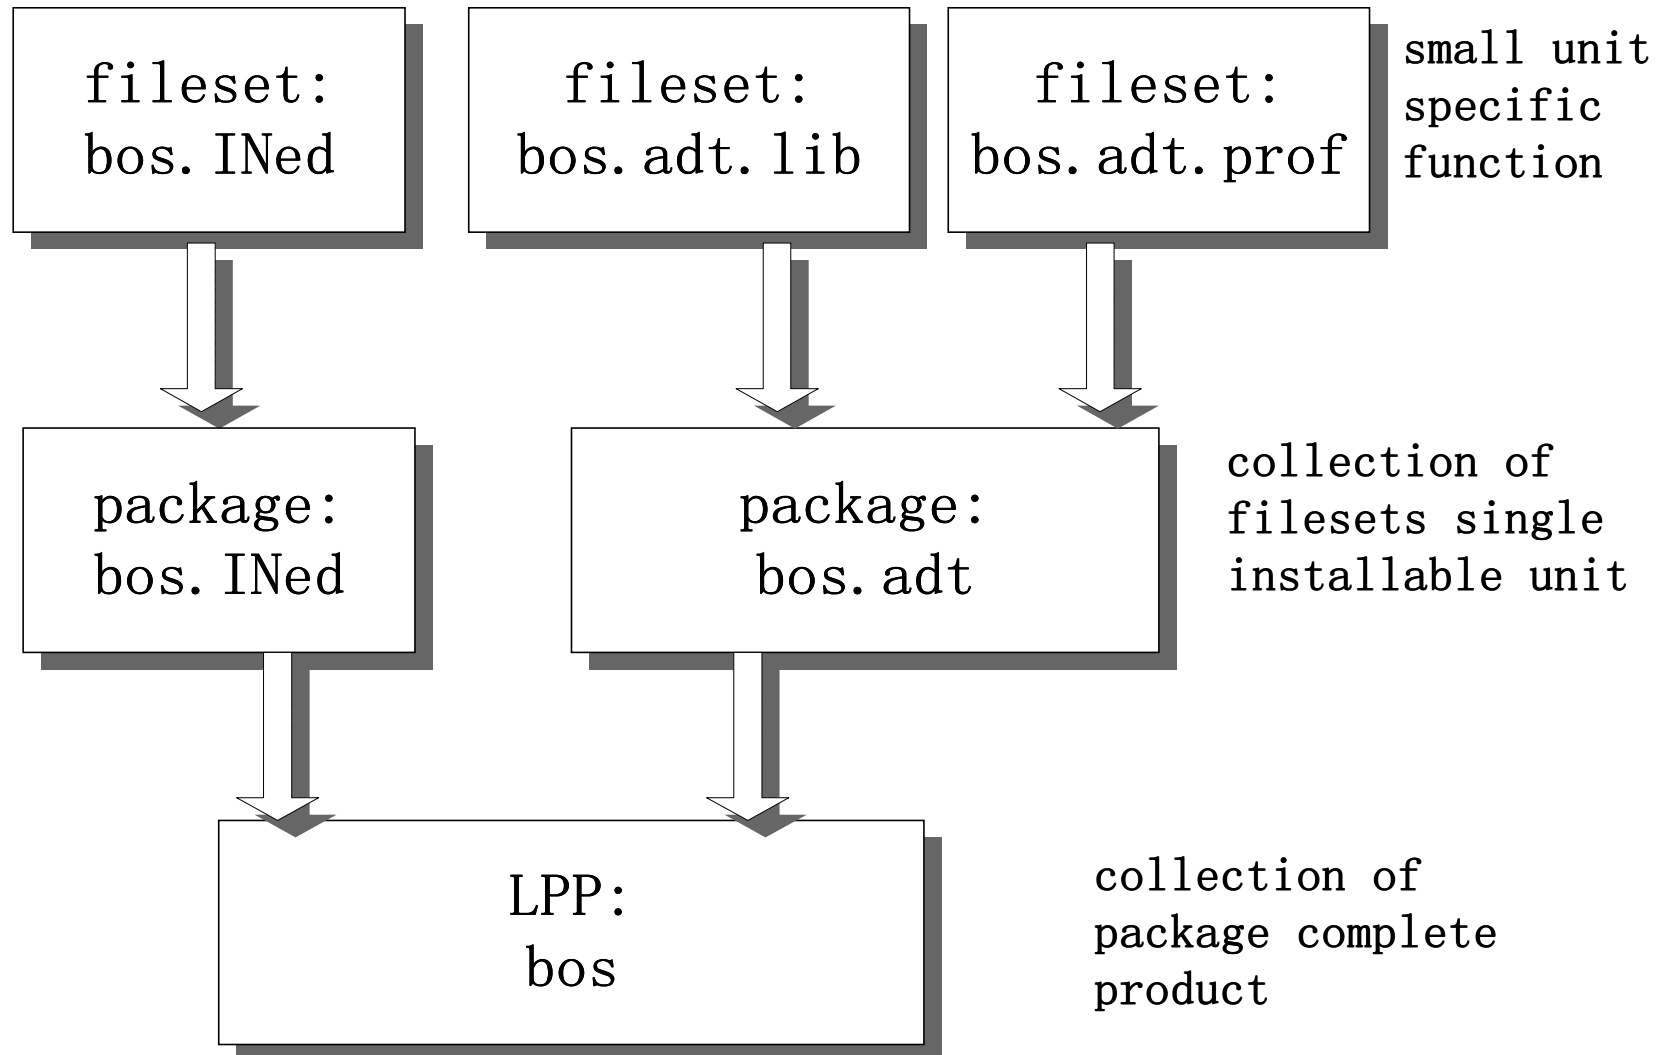 fileset:
bos.INed
fileset:
bos.adt.lib
fileset:
bos.adt.prof
small unit
specific
function
package:
bos.INed
package:
bos.adt
collection of
filesets single
installable unit
LPP:
bos
collection of
package complete
product